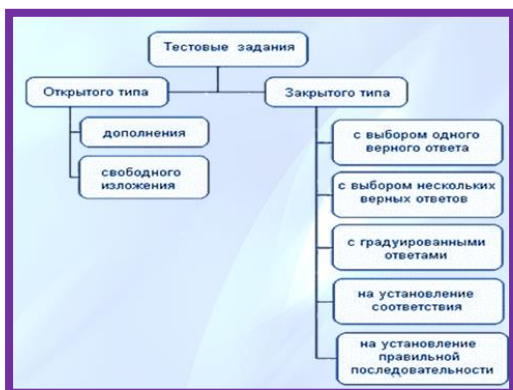 Тестовые задания
Открытого типа
Закрытого типа
дополнения
свободного
изложения
с выбором одного
верного ответа
с выбором нескольких
верных ответов
с градуированными
ответами
на установление
соответствия
на установление
правильной
последовательности